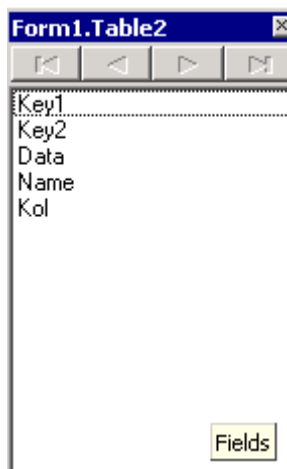 Form1.Table2
Key1
Key2
Data
Name
Kol
Fields